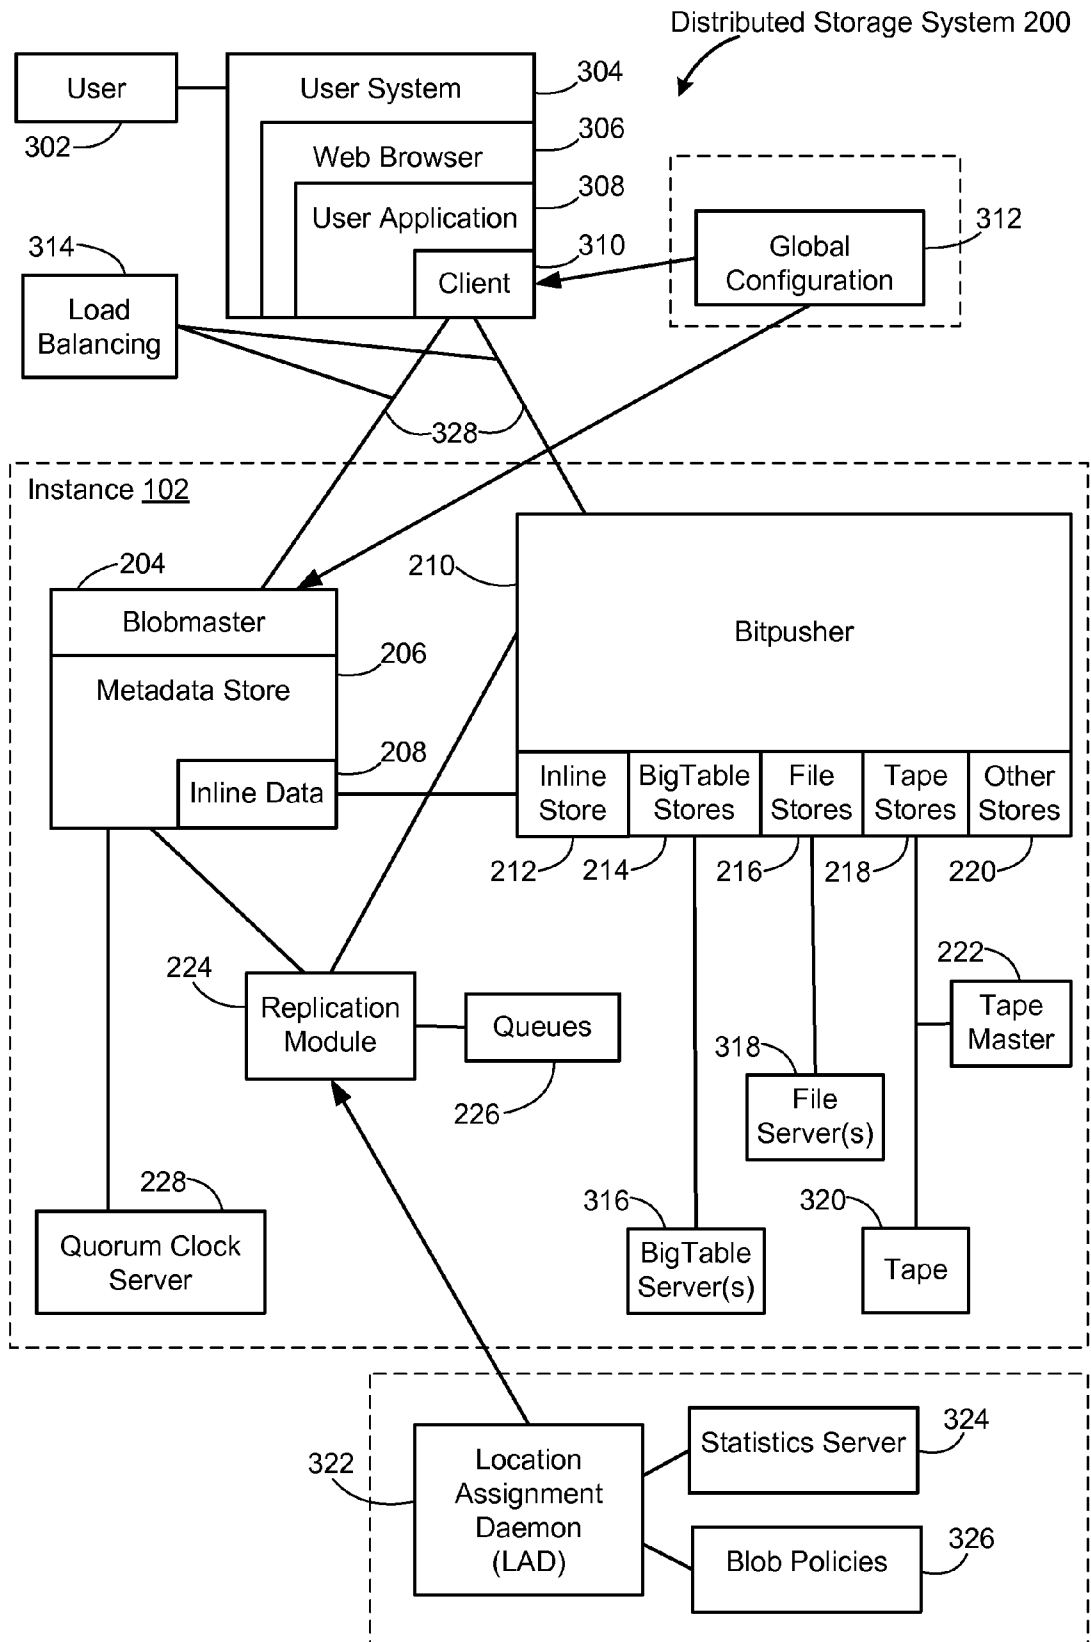 Distributed Storage System 200
User
302
User System
304
Web Browser
306
User Application
308
Client
310
Global
Configuration
312
314
Load
Balancing
328
Instance 102
204
Blobmaster
206
Metadata Store
208
Inline Data
210
Bitpusher
Inline
Store
BigTable
Stores
File
Stores
Tape
Stores
Other
Stores
212
214
216
218
220
224
Replication
Module
Queues
226
222
Tape
Master
318
File
Server(s)
228
Quorum Clock
Server
316
BigTable
Server(s)
320
Tape
322
Location
Assignment
Daemon
(LAD)
Statistics Server
324
Blob Policies
326